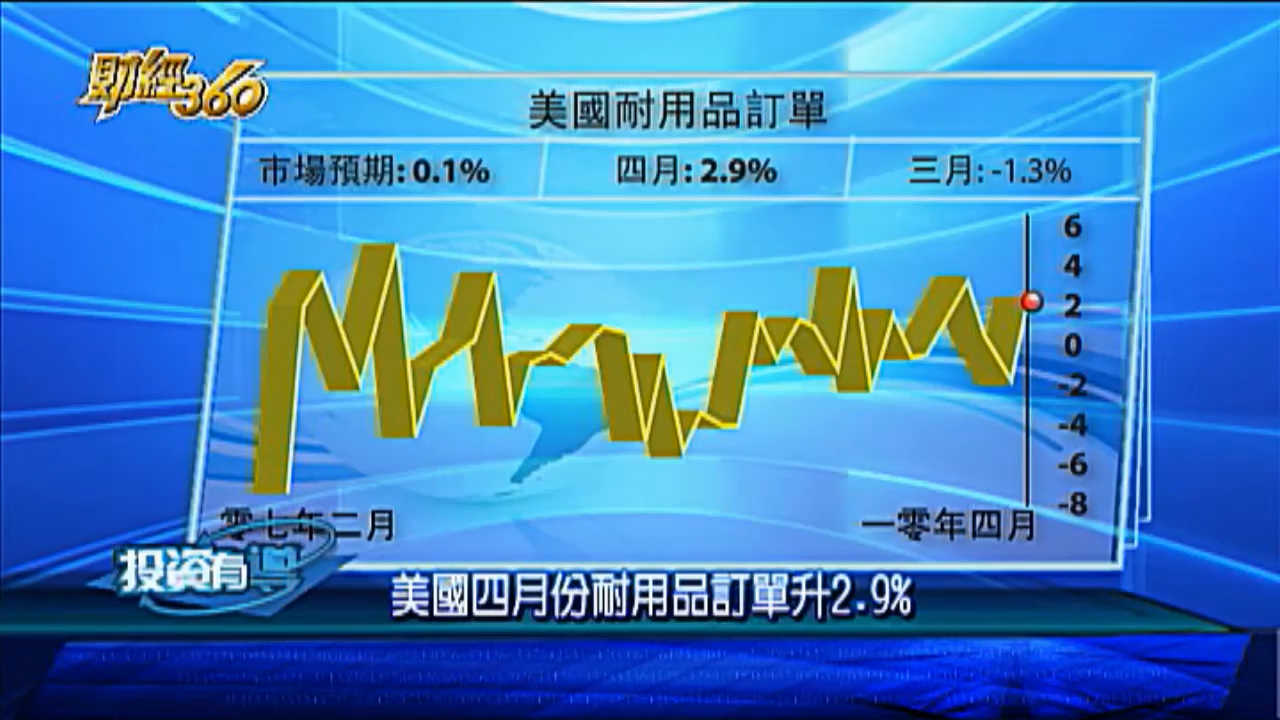 財經360
美國耐用品訂單
市場預期: 0.1% 四月: 2.9% 三月: -1.3%
6
4
2
0
-2
-4
-6
-8
零七年二月 一零年四月
投资有
美國四月份耐用品訂單升2.9%